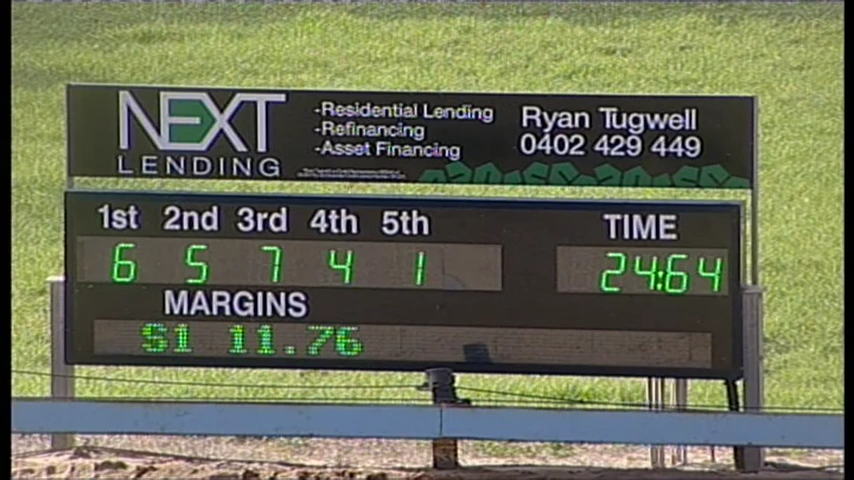 NEXT
LENDING
-Residential Lending
-Refinancing
-Asset Financing
Ryan Tugwell
0402 429 449
1st 2nd 3rd 4th 5th TIME
6 5 7 4 1 24:64
MARGINS
S1 11.76